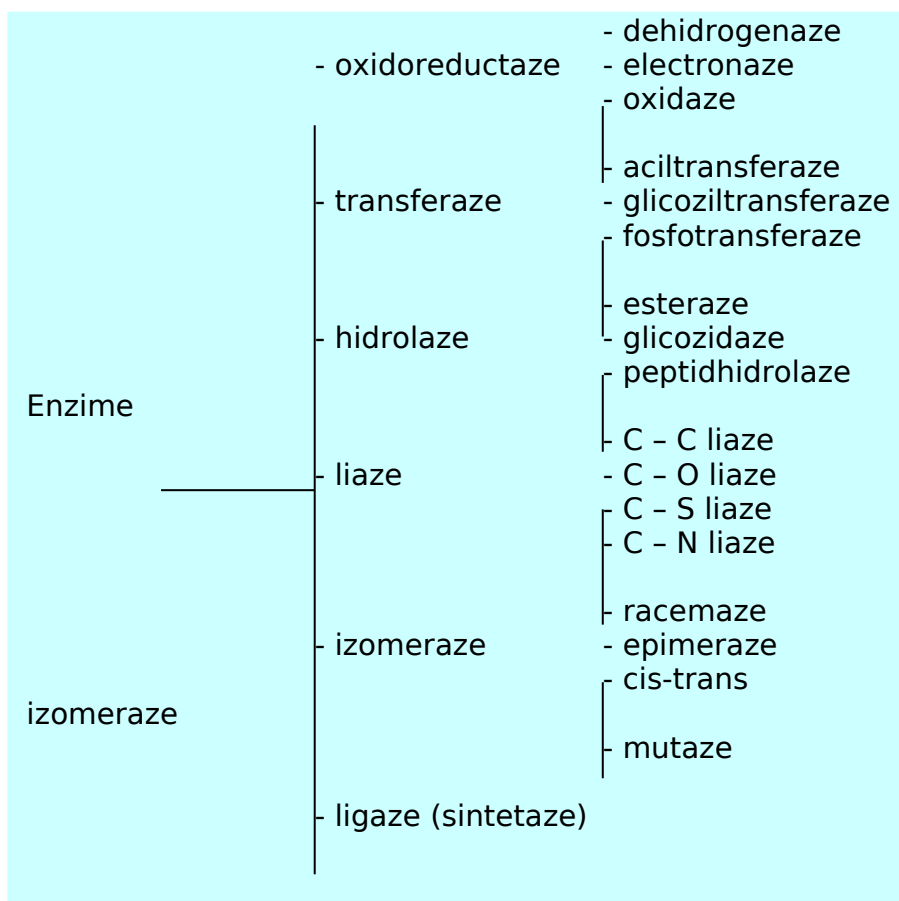 - dehidrogenaze
- oxidoreductaze - electronaze
- oxidaze
- aciltransferaze
- transferaze - glicoziltransferaze
- fosfotransferaze
- esteraze
- hidrolaze - glicozidaze
- peptidhidrolaze
Enzime
- C – C liaze
- liaze - C – O liaze
- C – S liaze
- C – N liaze
- racemaze
- izomeraze - epimeraze
- cis-trans
izomeraze
- mutaze
- ligaze (sintetaze)